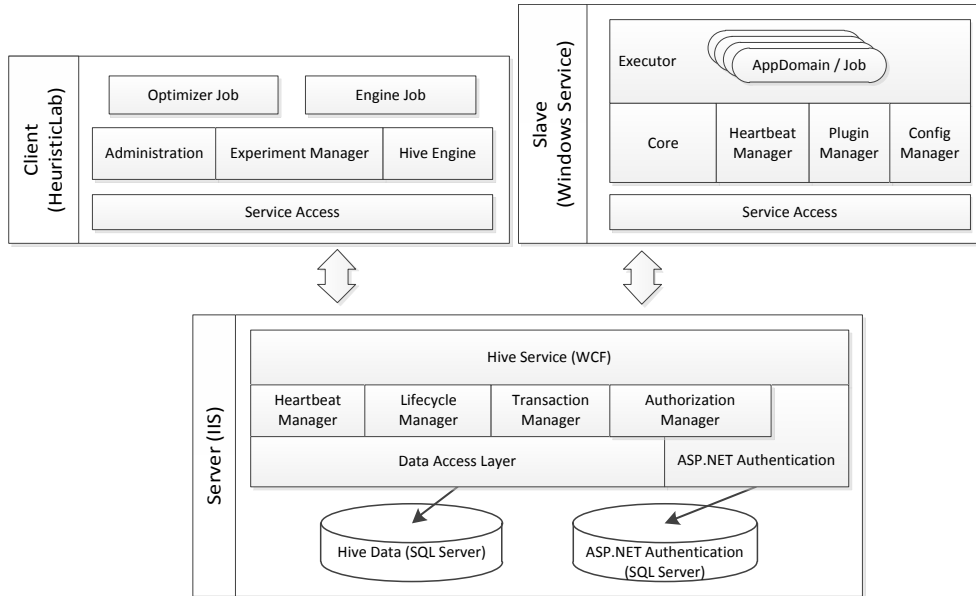 Client
(HeuristicLab)
Optimizer Job
Engine Job
Administration
Experiment Manager
Hive Engine
Service Access
Slave
(Windows Service)
Executor
AppDomain / Job
Core
Heartbeat
Manager
Plugin
Manager
Config
Manager
Service Access
Server (IIS)
Hive Service (WCF)
Heartbeat
Manager
Lifecycle
Manager
Transaction
Manager
Authorization
Manager
Data Access Layer
ASP.NET Authentication
Hive Data (SQL Server)
ASP.NET Authentication
(SQL Server)